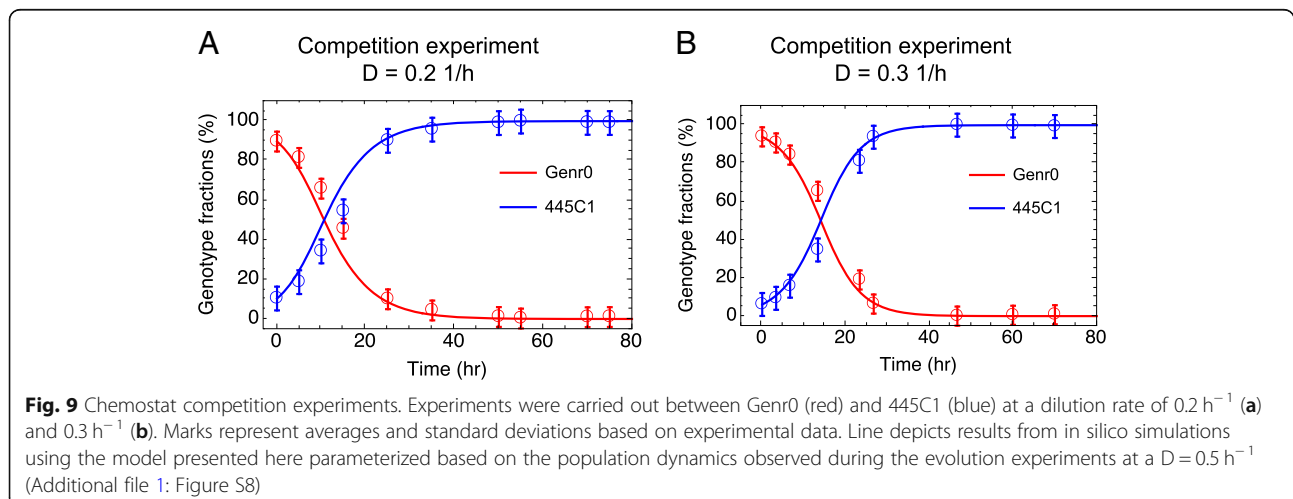 A
Competition experiment
D = 0.2 1/h
Genotype fractions (%)
100
80
60
40
20
0
Genr0
445C1
0 20 40 60 80
Time (hr)
B
Competition experiment
D = 0.3 1/h
Genotype fractions (%)
100
80
60
40
20
0
Genr0
445C1
0 20 40 60 80
Time (hr)
Fig. 9 Chemostat competition experiments. Experiments were carried out between Genr0 (red) and 445C1 (blue) at a dilution rate of 0.2 h⁻¹ (a)
and 0.3 h⁻¹ (b). Marks represent averages and standard deviations based on experimental data. Line depicts results from in silico simulations
using the model presented here parameterized based on the population dynamics observed during the evolution experiments at a D = 0.5 h⁻¹
(Additional file 1: Figure S8)